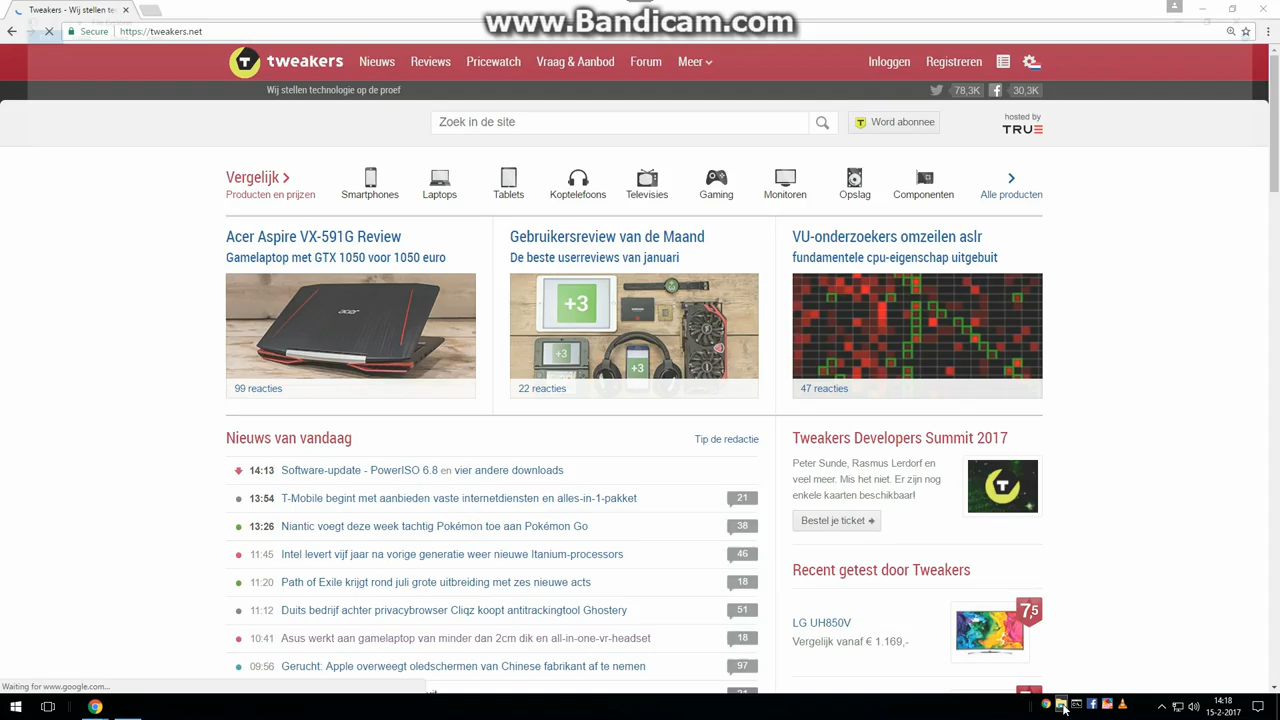 Tweakers - Wij stellen te
www.Bandicam.com
Secure
https://tweakers.net
tweakers
Nieuws
Reviews
Pricewatch
Vraag & Aanbod
Forum
Meer
Inloggen
Registreren
Wij stellen technologie op de proef
78,3K
30,3K
Zoek in de site
Word abonnee
hosted by
TRUE
Vergelijk
Producten en prijzen
Smartphones
Laptops
Tablets
Koptelefoons
Televisies
Gaming
Monitoren
Opslag
Componenten
Alle producten
Acer Aspire VX-591G Review
Gamelaptop met GTX 1050 voor 1050 euro
99 reacties
Gebruikersreview van de Maand
De beste userreviews van januari
+3
+3
+3
22 reacties
VU-onderzoekers omzeilen aslr
fundamentele cpu-eigenschap uitgebuit
47 reacties
Nieuws van vandaag
Tip de redactie
14:13 Software-update - PowerISO 6.8 en vier andere downloads
13:54 T-Mobile begint met aanbieden vaste internetdiensten en alles-in-1-pakket 21
13:26 Niantic voegt deze week tachtig Pokémon toe aan Pokémon Go 38
11:45 Intel levert vijf jaar na vorige generatie weer nieuwe Itanium-processors 46
11:20 Path of Exile krijgt rond juli grote uitbreiding met zes nieuwe acts 18
11:12 Duits bedrijf achter privacybrowser Cliqz koopt antitrackingtool Ghostery 51
10:41 Asus werkt aan gamelaptop van minder dan 2cm dik en all-in-one-vr-headset 18
09:56 Gerucht: Apple overweegt oledschermen van Chinese fabrikant af te nemen 97
Tweakers Developers Summit 2017
Peter Sunde, Rasmus Lerdorf en
veel meer. Mis het niet. Er zijn nog
enkele kaarten beschikbaar!
Bestel je ticket
Recent getest door Tweakers
LG UH850V
Vergelijk vanaf € 1.169,-
7,5
Waiting for www.google.com...
14:18
15-2-2017